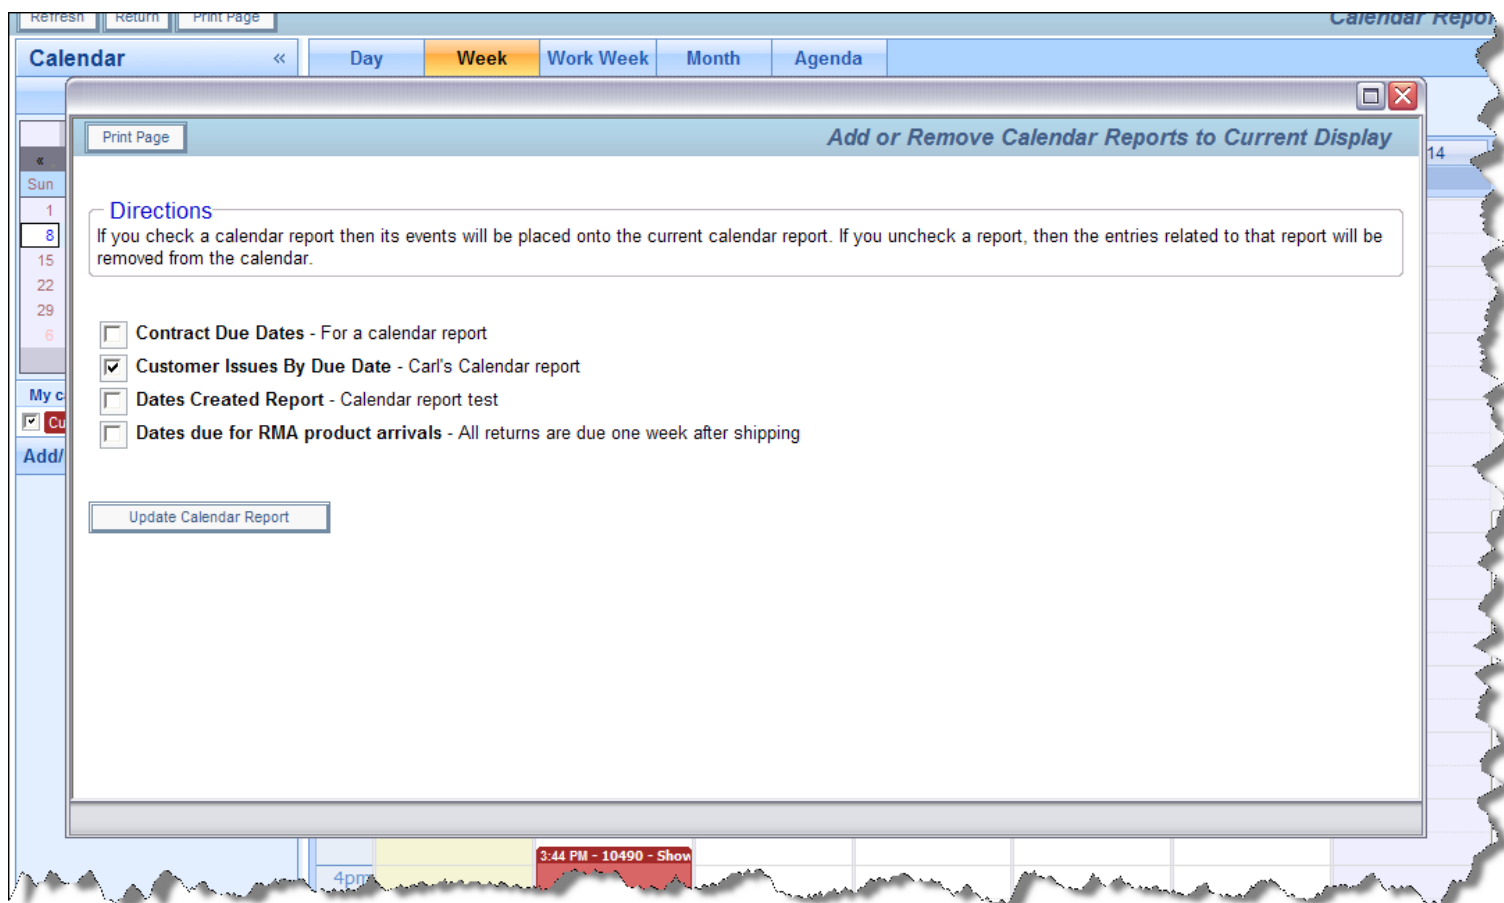 Refresh Return Print Page Calendar Repor
Calendar « Day Week Work Week Month Agenda
Print Page Add or Remove Calendar Reports to Current Display
14
«
Sun
1
8
15
22
29
6
Directions
If you check a calendar report then its events will be placed onto the current calendar report. If you uncheck a report, then the entries related to that report will be
removed from the calendar.
Contract Due Dates - For a calendar report
Customer Issues By Due Date - Carl's Calendar report
Dates Created Report - Calendar report test
Dates due for RMA product arrivals - All returns are due one week after shipping
My c
Cu
Add/
Update Calendar Report
3:44 PM - 10490 - Show
4pm